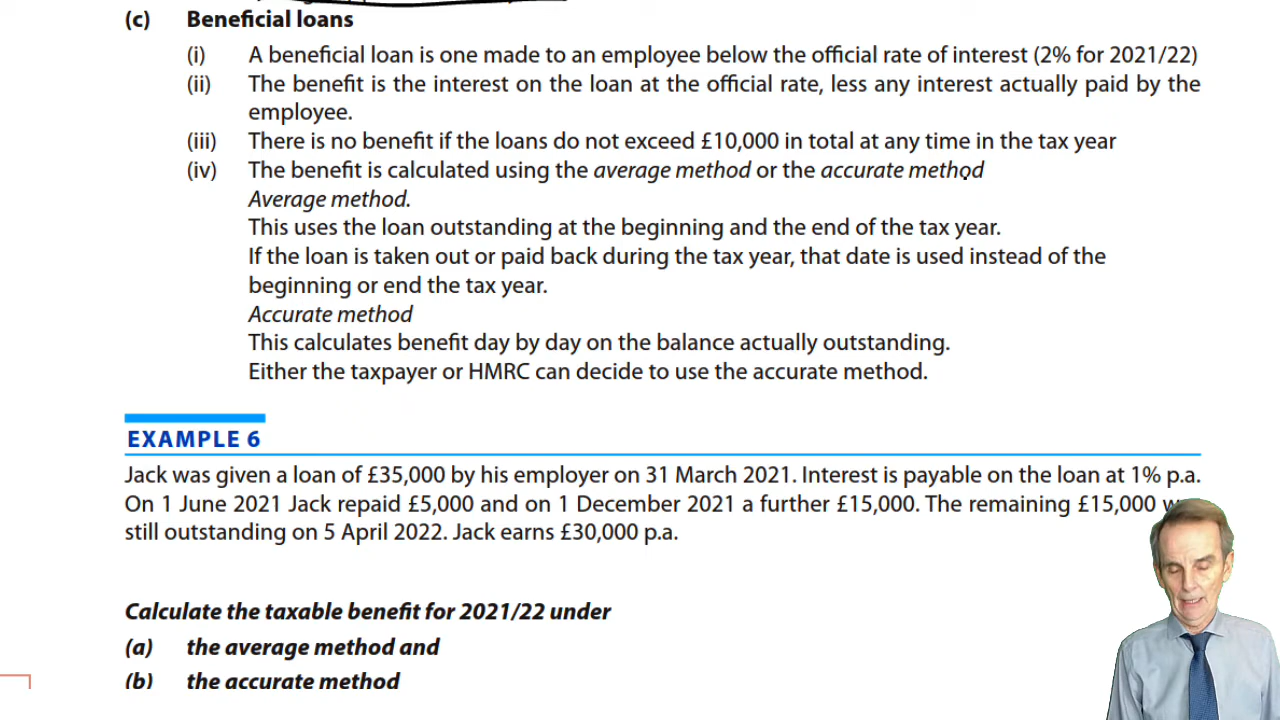 (c) Beneficial loans
(i) A beneficial loan is one made to an employee below the official rate of interest (2% for 2021/22)
(ii) The benefit is the interest on the loan at the official rate, less any interest actually paid by the
employee.
(iii) There is no benefit if the loans do not exceed £10,000 in total at any time in the tax year
(iv) The benefit is calculated using the average method or the accurate method
Average method.
This uses the loan outstanding at the beginning and the end of the tax year.
If the loan is taken out or paid back during the tax year, that date is used instead of the
beginning or end the tax year.
Accurate method
This calculates benefit day by day on the balance actually outstanding.
Either the taxpayer or HMRC can decide to use the accurate method.
EXAMPLE 6
Jack was given a loan of £35,000 by his employer on 31 March 2021. Interest is payable on the loan at 1% p.a.
On 1 June 2021 Jack repaid £5,000 and on 1 December 2021 a further £15,000. The remaining £15,000
still outstanding on 5 April 2022. Jack earns £30,000 p.a.
Calculate the taxable benefit for 2021/22 under
(a) the average method and
(b) the accurate method